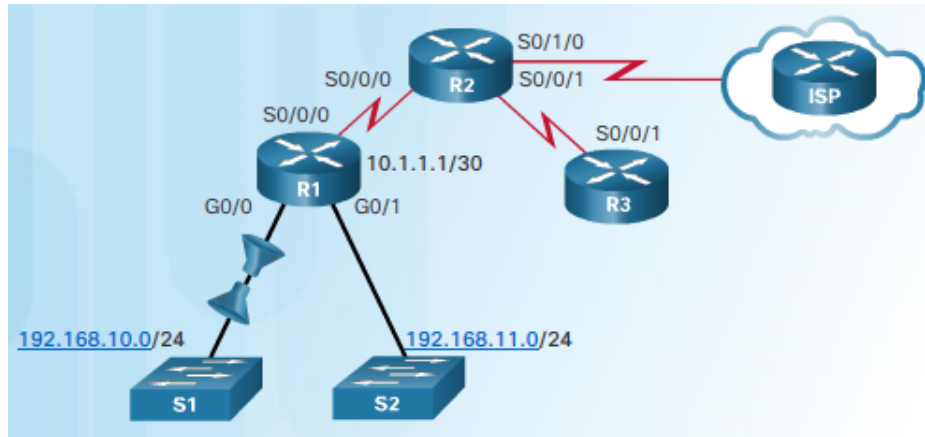 S0/1/0
S0/0/0
R2
S0/0/1
ISP
S0/0/0
S0/0/1
10.1.1.1/30
R1
R3
G0/0
G0/1
192.168.10.0/24
192.168.11.0/24
S1
S2